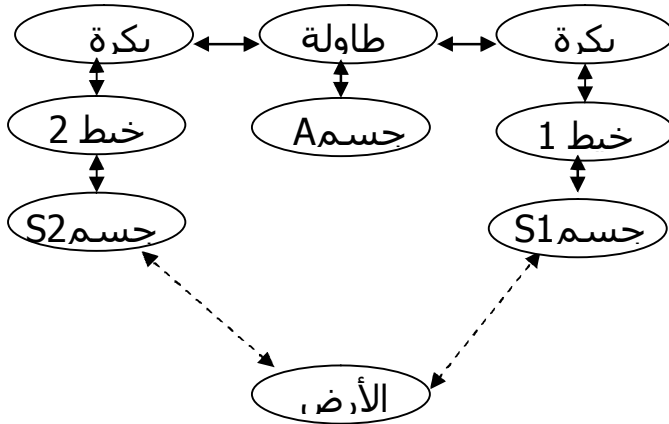 بكرة
طاولة
بكرة
خيط 1
جسمA
خيط 2
جسمS1
جسمS2
الأرض